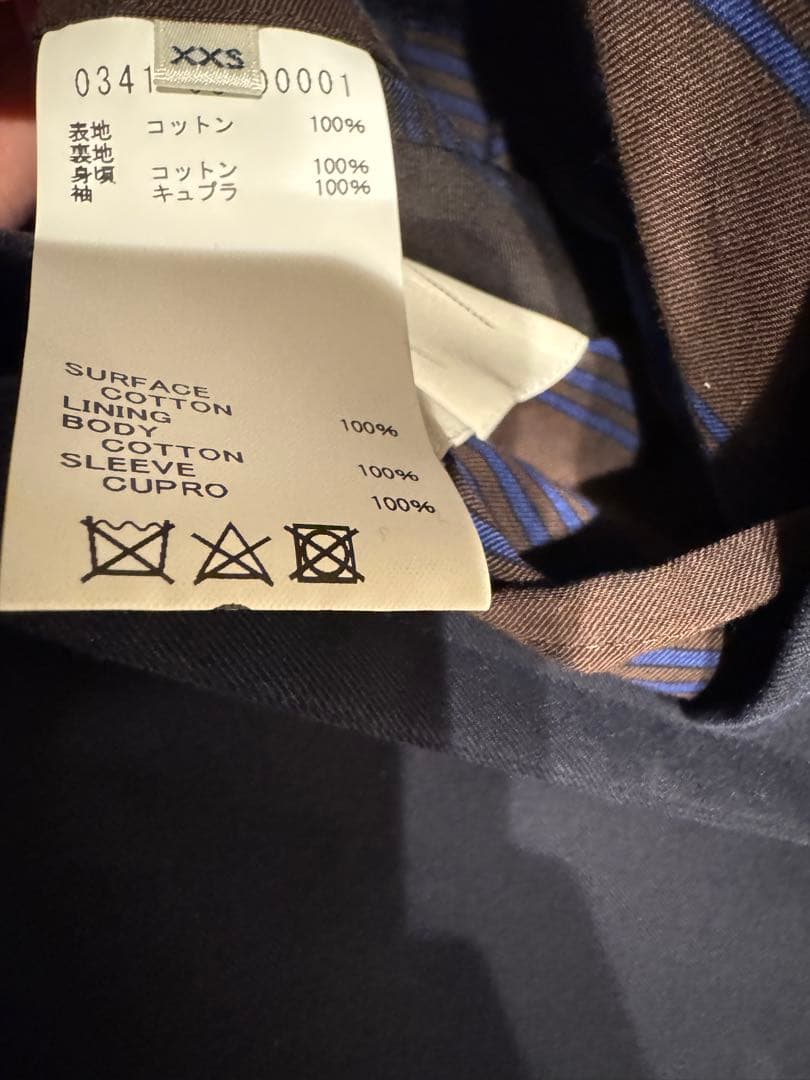 XXS
0341 00001
表地 コットン 100%
裏地
身頃 コットン 100%
袖 キュプラ 100%
SURFACE
COTTON 100%
LINING
BODY
COTTON 100%
SLEEVE
CUPRO 100%